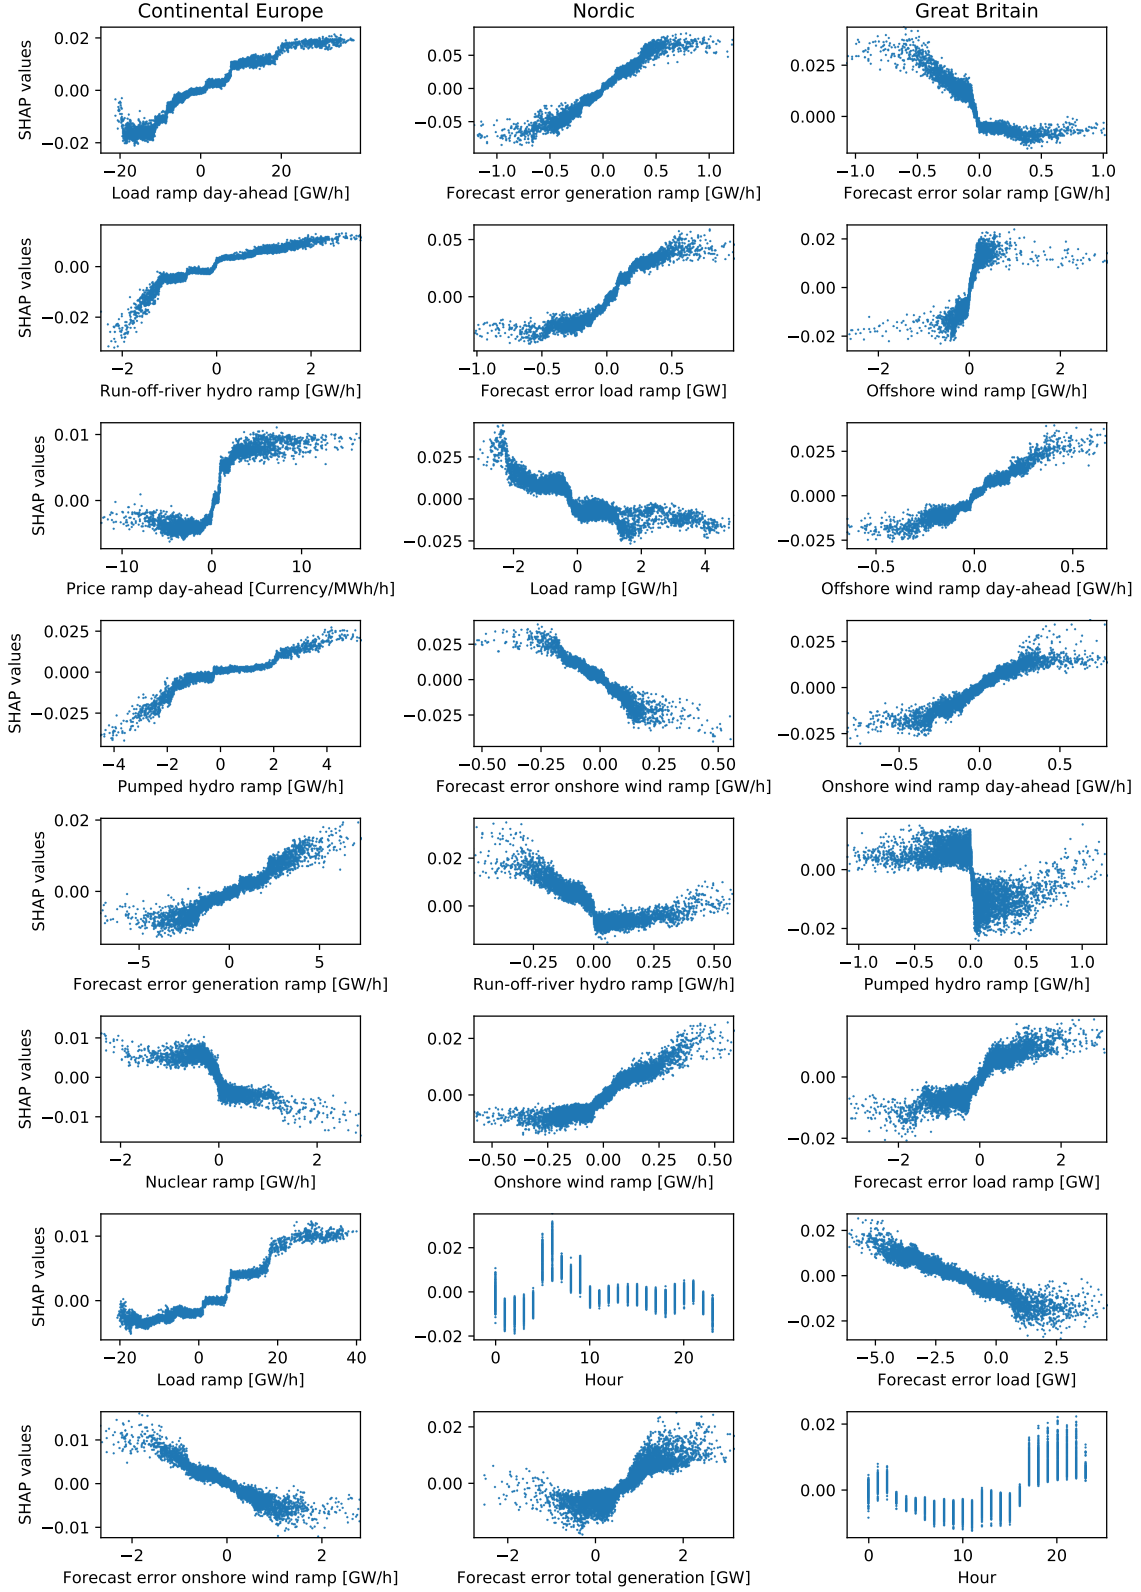 Continental Europe Nordic Great Britain
SHAP values
0.02 0.00 −0.02
−20 0 20
Load ramp day-ahead [GW/h]
0.05 0.00 −0.05
−1.0 −0.5 0.0 0.5 1.0
Forecast error generation ramp [GW/h]
0.025 0.000
−1.0 −0.5 0.0 0.5 1.0
Forecast error solar ramp [GW/h]
SHAP values
0.00 −0.02
−2 0 2
Run-off-river hydro ramp [GW/h]
0.05 0.00
−1.0 −0.5 0.0 0.5
Forecast error load ramp [GW]
0.02 0.00 −0.02
−2 0 2
Offshore wind ramp [GW/h]
SHAP values
0.01 0.00
−10 0 10
Price ramp day-ahead [Currency/MWh/h]
0.025 0.000 −0.025
−2 0 2 4
Load ramp [GW/h]
0.025 0.000 −0.025
−0.5 0.0 0.5
Offshore wind ramp day-ahead [GW/h]
SHAP values
0.025 0.000 −0.025
−4 −2 0 2 4
Pumped hydro ramp [GW/h]
0.025 0.000 −0.025
−0.50 −0.25 0.00 0.25 0.50
Forecast error onshore wind ramp [GW/h]
0.025 0.000 −0.025
−0.5 0.0 0.5
Onshore wind ramp day-ahead [GW/h]
SHAP values
0.02 0.00
−5 0 5
Forecast error generation ramp [GW/h]
0.02 0.00
−0.25 0.00 0.25 0.50
Run-off-river hydro ramp [GW/h]
0.00 −0.02
−1.0 −0.5 0.0 0.5 1.0
Pumped hydro ramp [GW/h]
SHAP values
0.01 0.00 −0.01
−2 0 2
Nuclear ramp [GW/h]
0.02 0.00
−0.50 −0.25 0.00 0.25 0.50
Onshore wind ramp [GW/h]
0.00 −0.02
−2 0 2
Forecast error load ramp [GW]
SHAP values
0.01 0.00
−20 0 20 40
Load ramp [GW/h]
0.02 0.00 −0.02
0 10 20
Hour
0.02 0.00 −0.02
−5.0 −2.5 0.0 2.5
Forecast error load [GW]
SHAP values
0.01 0.00 −0.01
−2 0 2
Forecast error onshore wind ramp [GW/h]
0.02 0.00
−2 0 2
Forecast error total generation [GW]
0.02 0.00
0 10 20
Hour